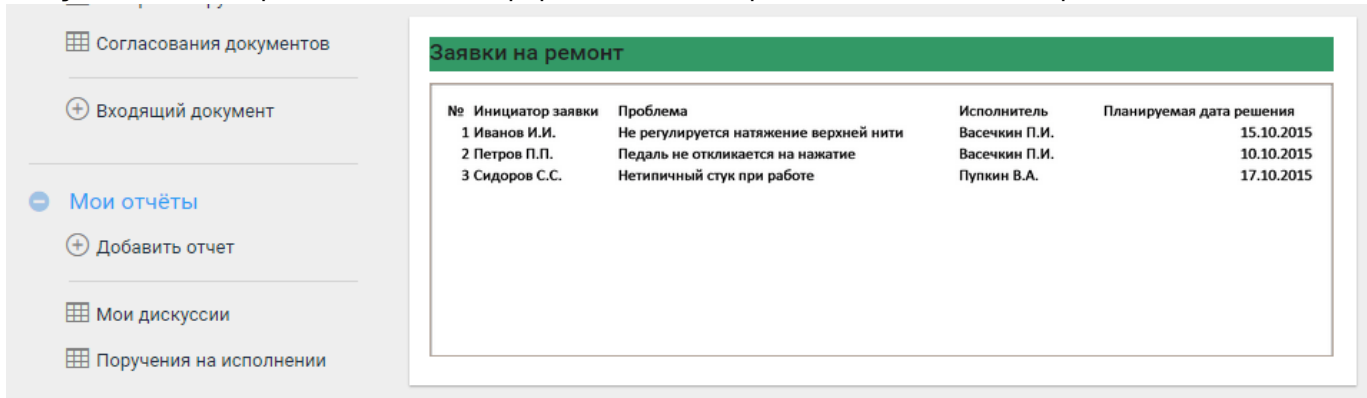 Согласования документов
Входящий документ
Мои отчёты
Добавить отчет
Мои дискуссии
Поручения на исполнении
Заявки на ремонт
№ Инициатор заявки Проблема Исполнитель Планируемая дата решения
1 Иванов И.И. Не регулируется натяжение верхней нити Васечкин П.И. 15.10.2015
2 Петров П.П. Педаль не откликается на нажатие Васечкин П.И. 10.10.2015
3 Сидоров С.С. Нетипичный стук при работе Пупкин В.А. 17.10.2015